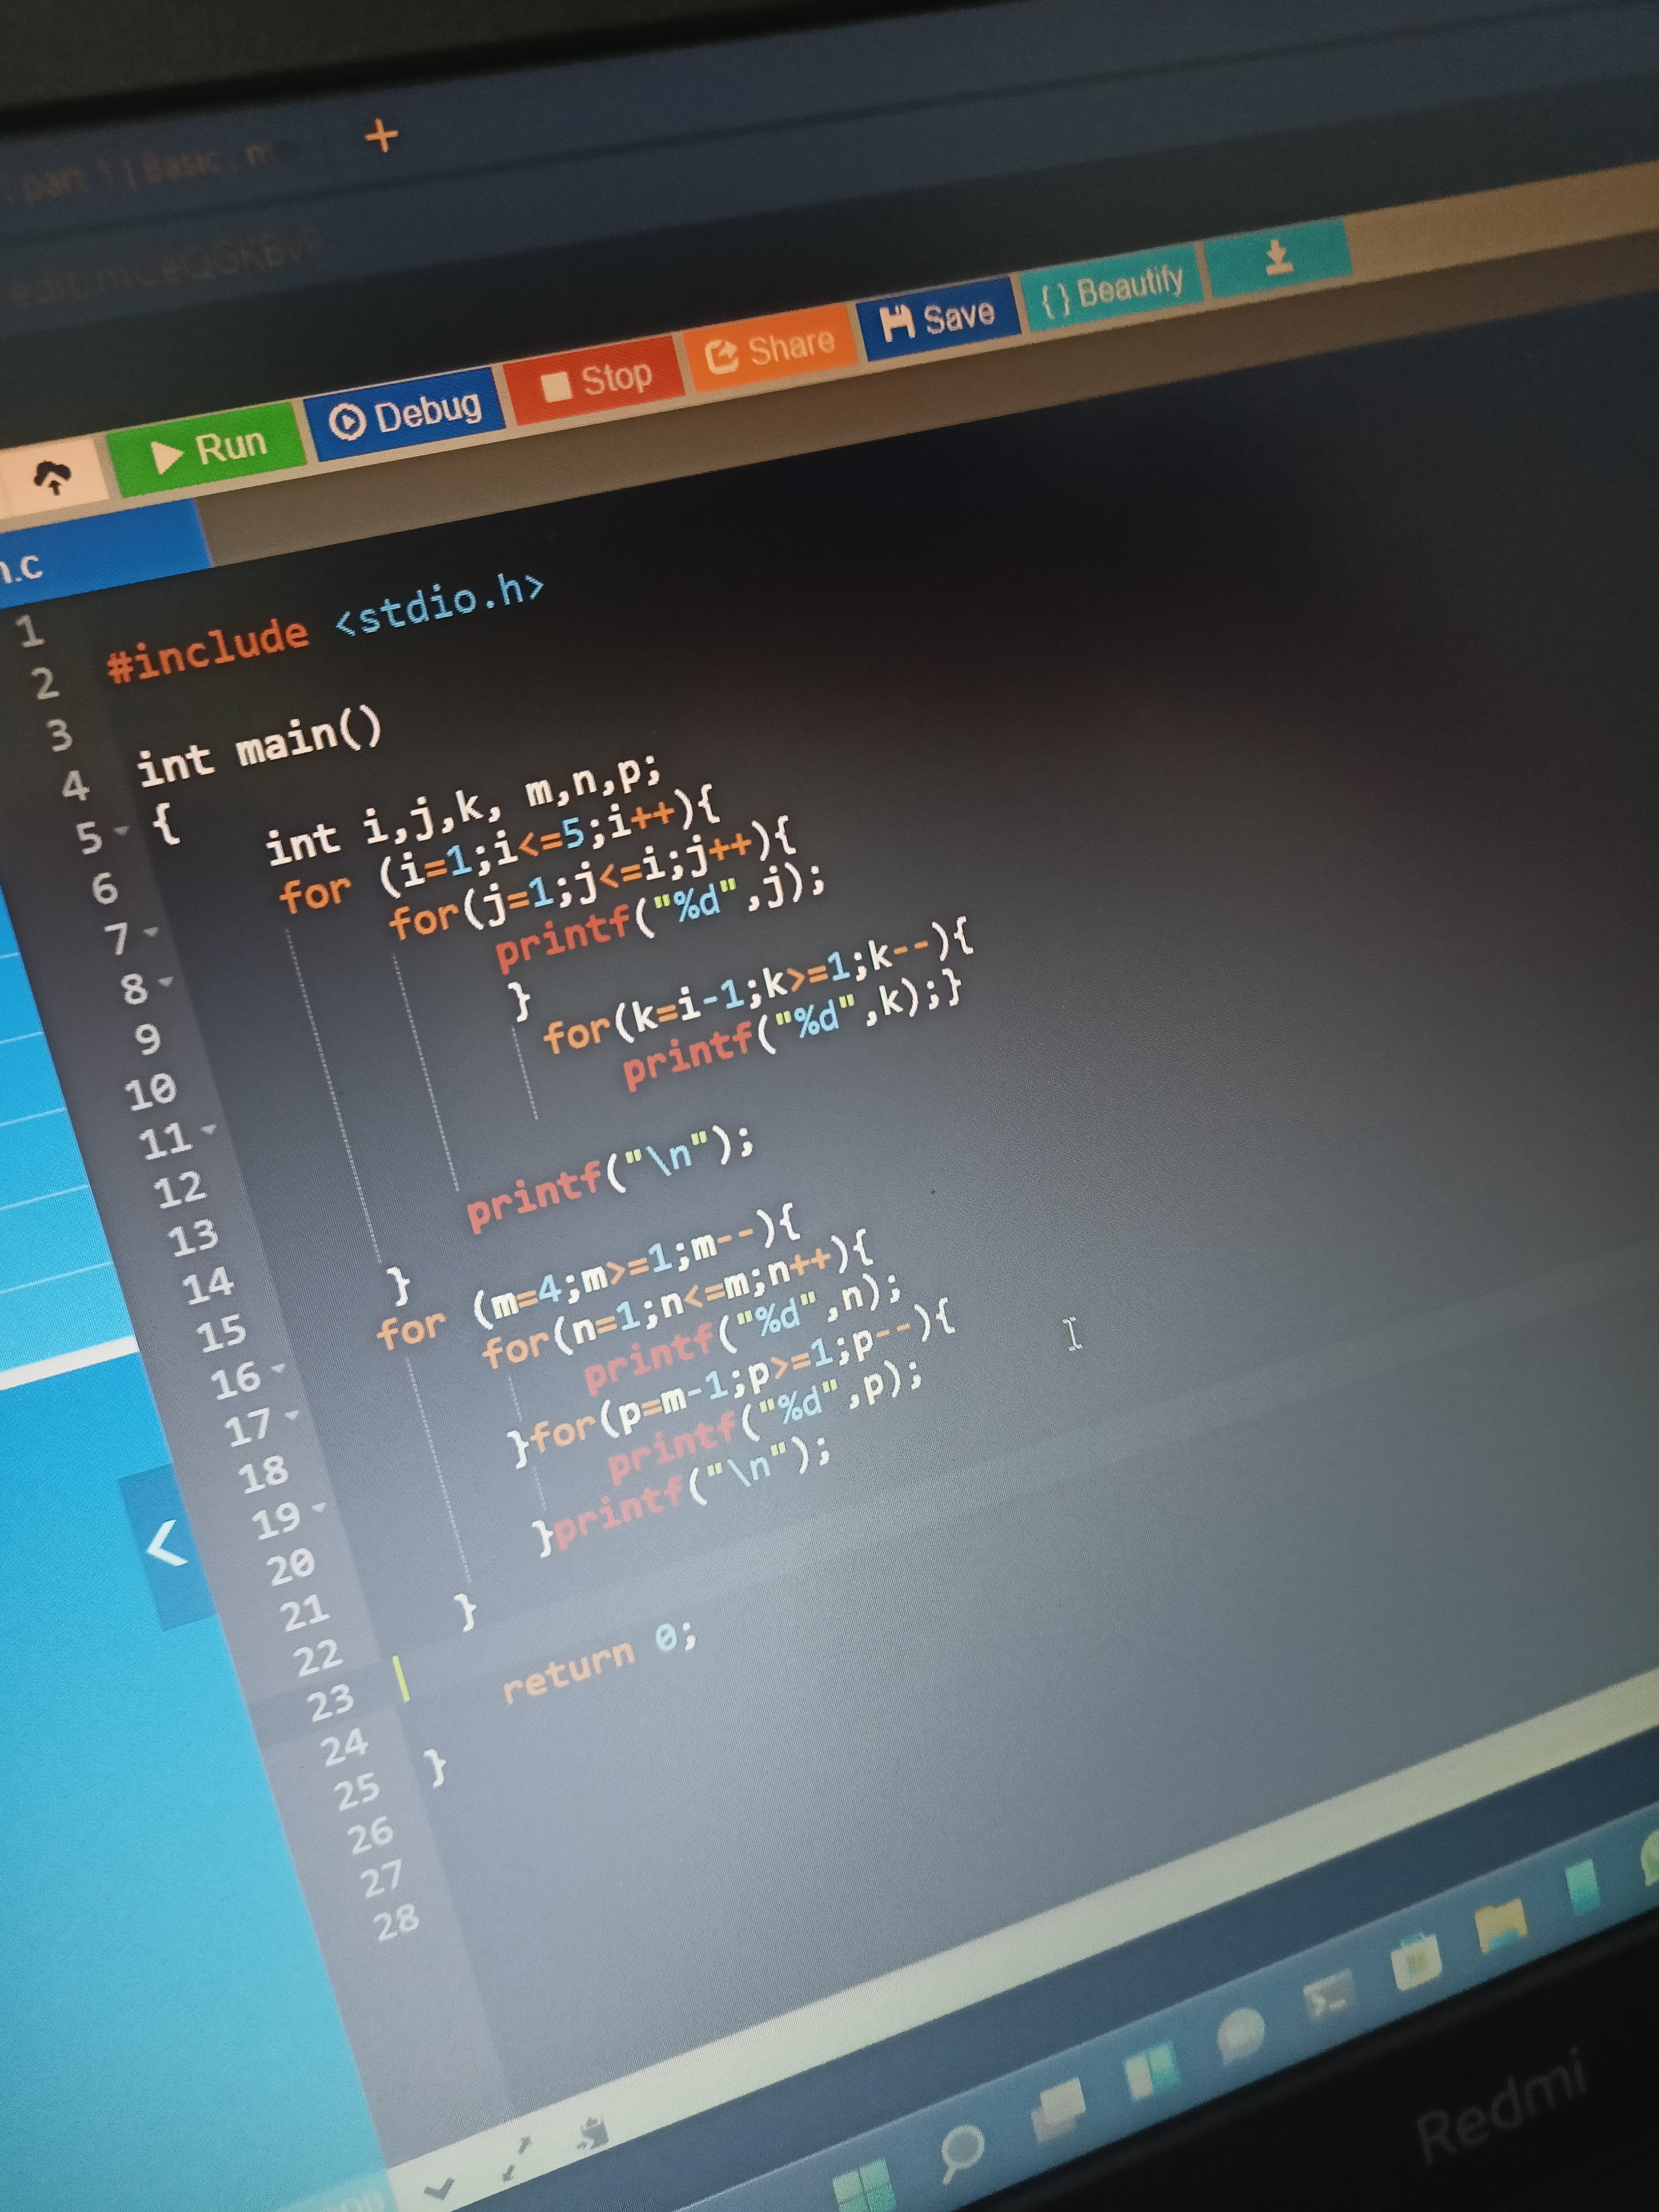 part 1 | Basic . m
+
Run Debug Stop Share Save { } Beautify
.c
1
2 #include <stdio.h>
3
4 int main()
5 {
6 int i,j,k, m,n,p;
7 for (i=1;i<=5;i++){
8 for(j=1;j<=i;j++){
9 printf("%d",j);
10 }
11 for(k=i-1;k>=1;k--){
12 printf("%d",k);}
13
14 printf("\n");
15 }
16 for (m=4;m>=1;m--){
17 for(n=1;n<=m;n++){
18 printf("%d",n);
19 }for(p=m-1;p>=1;p--){
20 printf("%d",p);
21 }printf("\n");
22 }
23
24 return 0;
25
26 }
27
28
<
Redmi